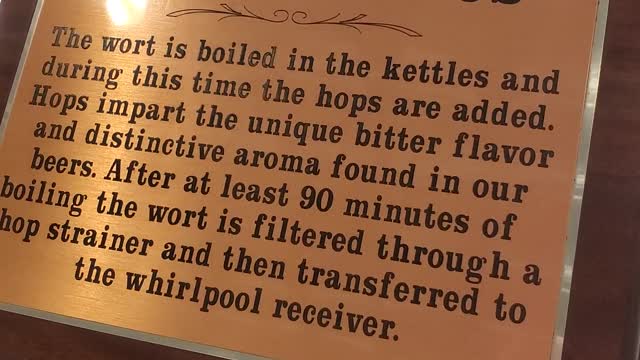 The wort is boiled in the kettles and
during this time the hops are added.
Hops impart the unique bitter flavor
and distinctive aroma found in our
beers. After at least 90 minutes of
boiling the wort is filtered through a
hop strainer and then transferred to
the whirlpool receiver.